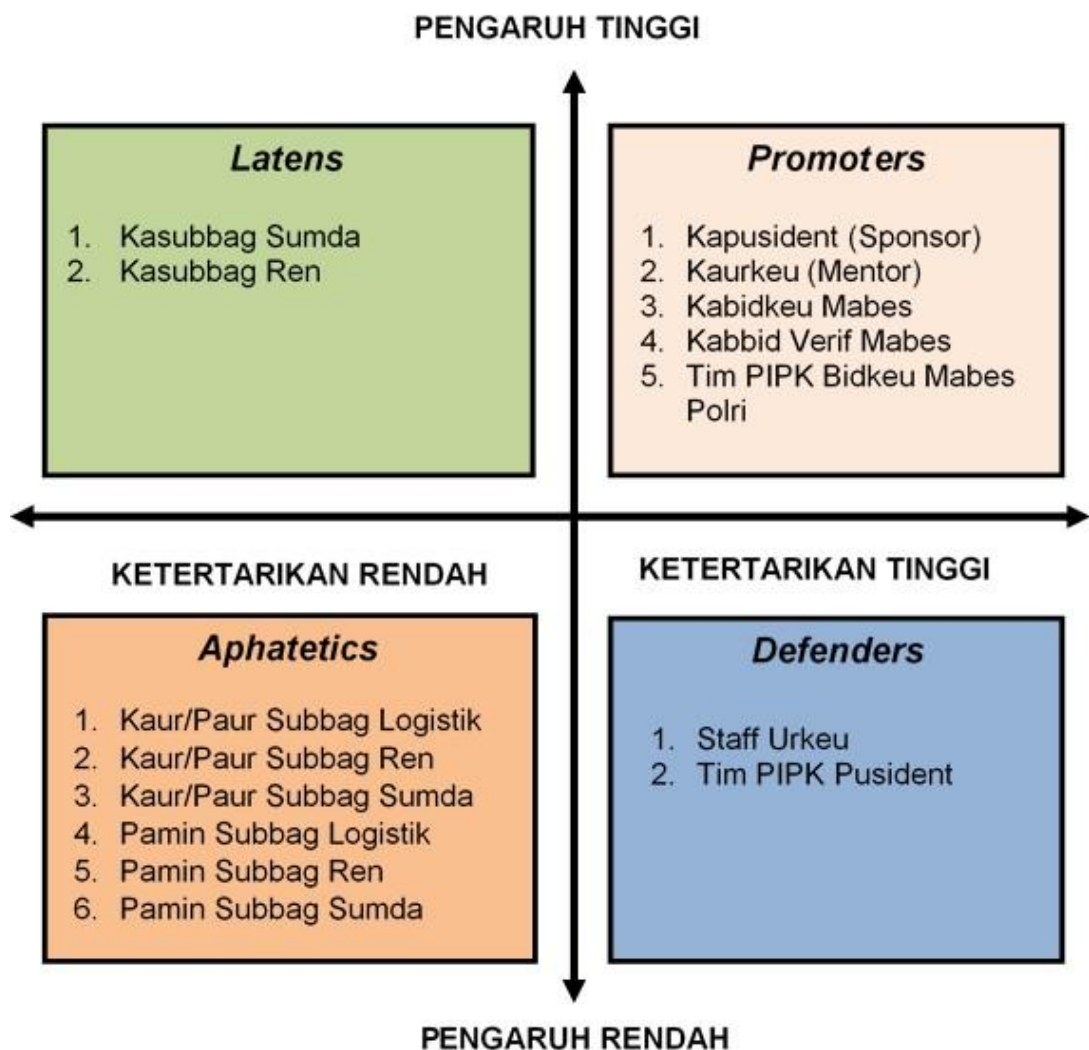 PENGARUH TINGGI
Latens
1. Kasubbag Sumda
2. Kasubbag Ren
Promoters
1. Kapusident (Sponsor)
2. Kaurkeu (Mentor)
3. Kabidkeu Mabes
4. Kabbid Verif Mabes
5. Tim PIPK Bidkeu Mabes
Polri
KETERTARIKAN RENDAH
KETERTARIKAN TINGGI
Aphatetics
1. Kaur/Paur Subbag Logistik
2. Kaur/Paur Subbag Ren
3. Kaur/Paur Subbag Sumda
4. Pamin Subbag Logistik
5. Pamin Subbag Ren
6. Pamin Subbag Sumda
Defenders
1. Staff Urkeu
2. Tim PIPK Pusident
PENGARUH RENDAH